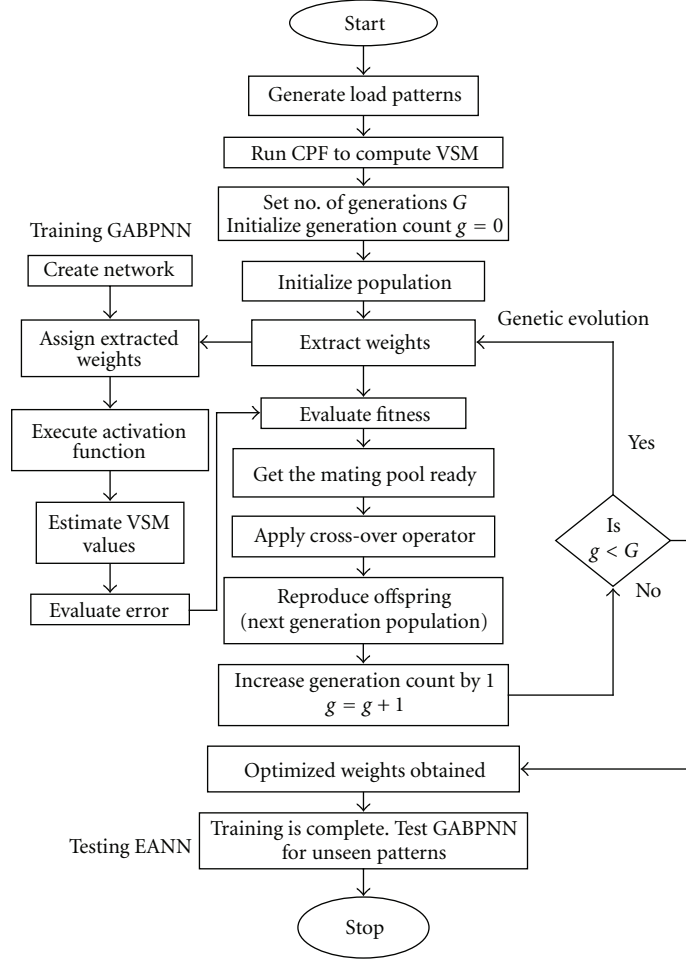 Start
Generate load patterns
Run CPF to compute VSM
Set no. of generations G
Initialize generation count g = 0
Training GABPNN
Create network
Initialize population
Genetic evolution
Assign extracted
weights
Extract weights
Evaluate fitness
Execute activation
function
Yes
Get the mating pool ready
Estimate VSM
values
Apply cross-over operator
Is
g < G
No
Evaluate error
Reproduce offspring
(next generation population)
Increase generation count by 1
g = g + 1
Optimized weights obtained
Testing EANN
Training is complete. Test GABPNN
for unseen patterns
Stop